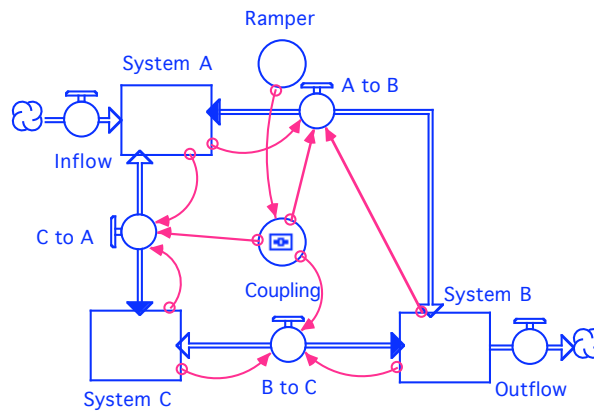 Ramper
System A
A to B
Inflow
C to A
Coupling
System B
B to C
Outflow
System C